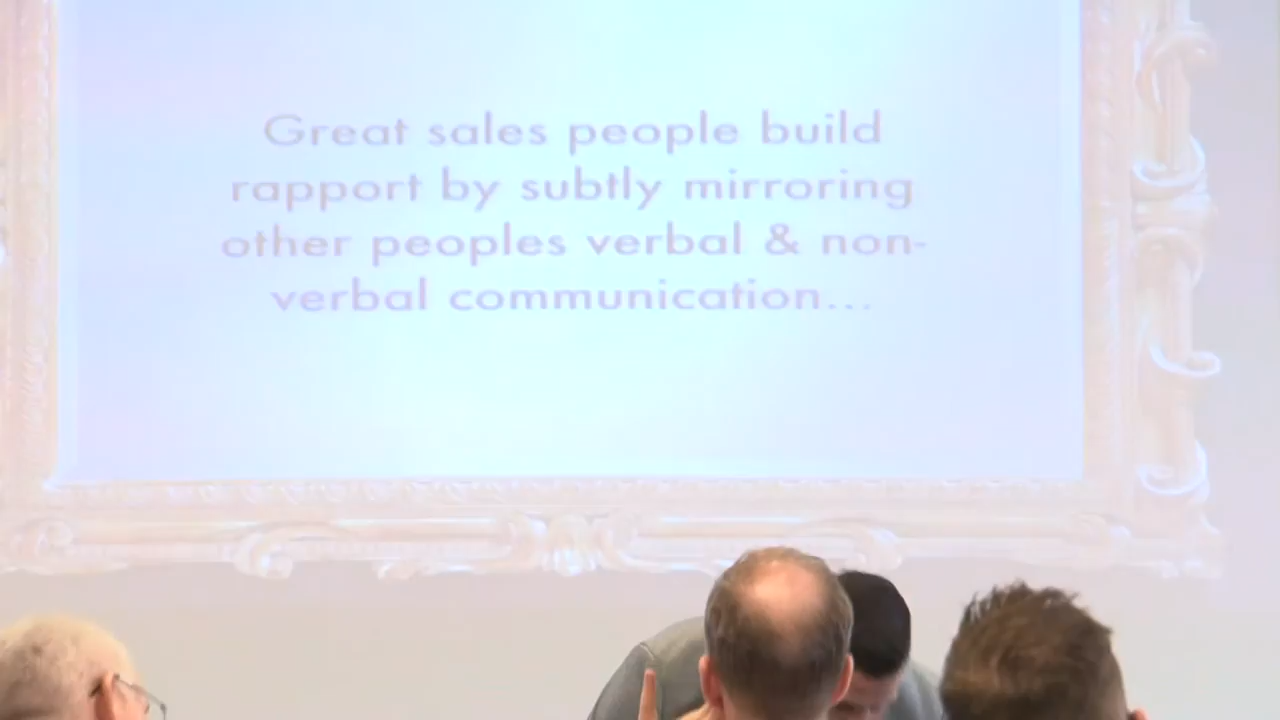 Great sales people build
rapport by subtly mirroring
other peoples verbal & non-
verbal communication...